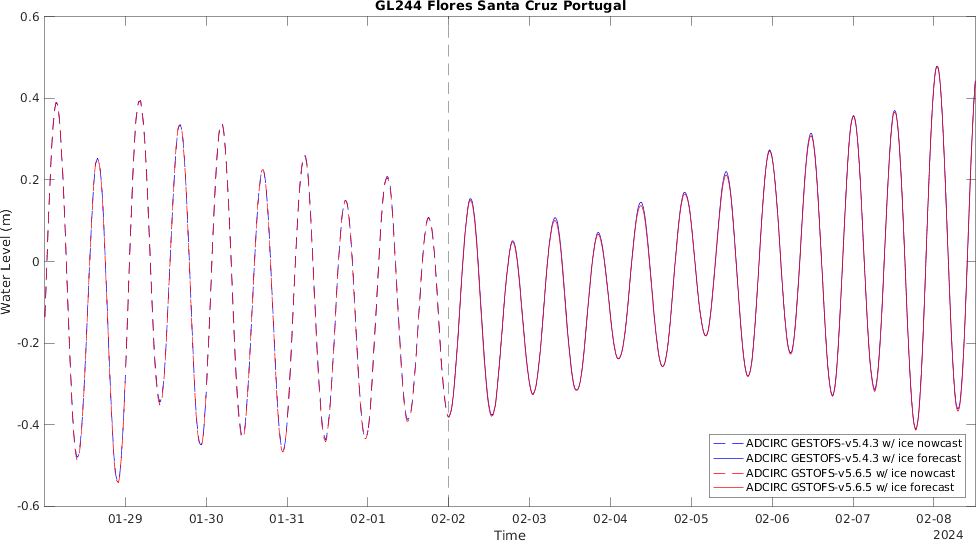 GL244 Flores Santa Cruz Portugal
0.6
0.4
0.2
0
-0.2
-0.4
-0.6
Water Level (m)
ADCIRC GESTOFS-v5.4.3 w/ ice nowcast
ADCIRC GESTOFS-v5.4.3 w/ ice forecast
ADCIRC GSTOFS-v5.6.5 w/ ice nowcast
ADCIRC GSTOFS-v5.6.5 w/ ice forecast
01-29 01-30 01-31 02-01 02-02 02-03 02-04 02-05 02-06 02-07 02-08
Time
2024